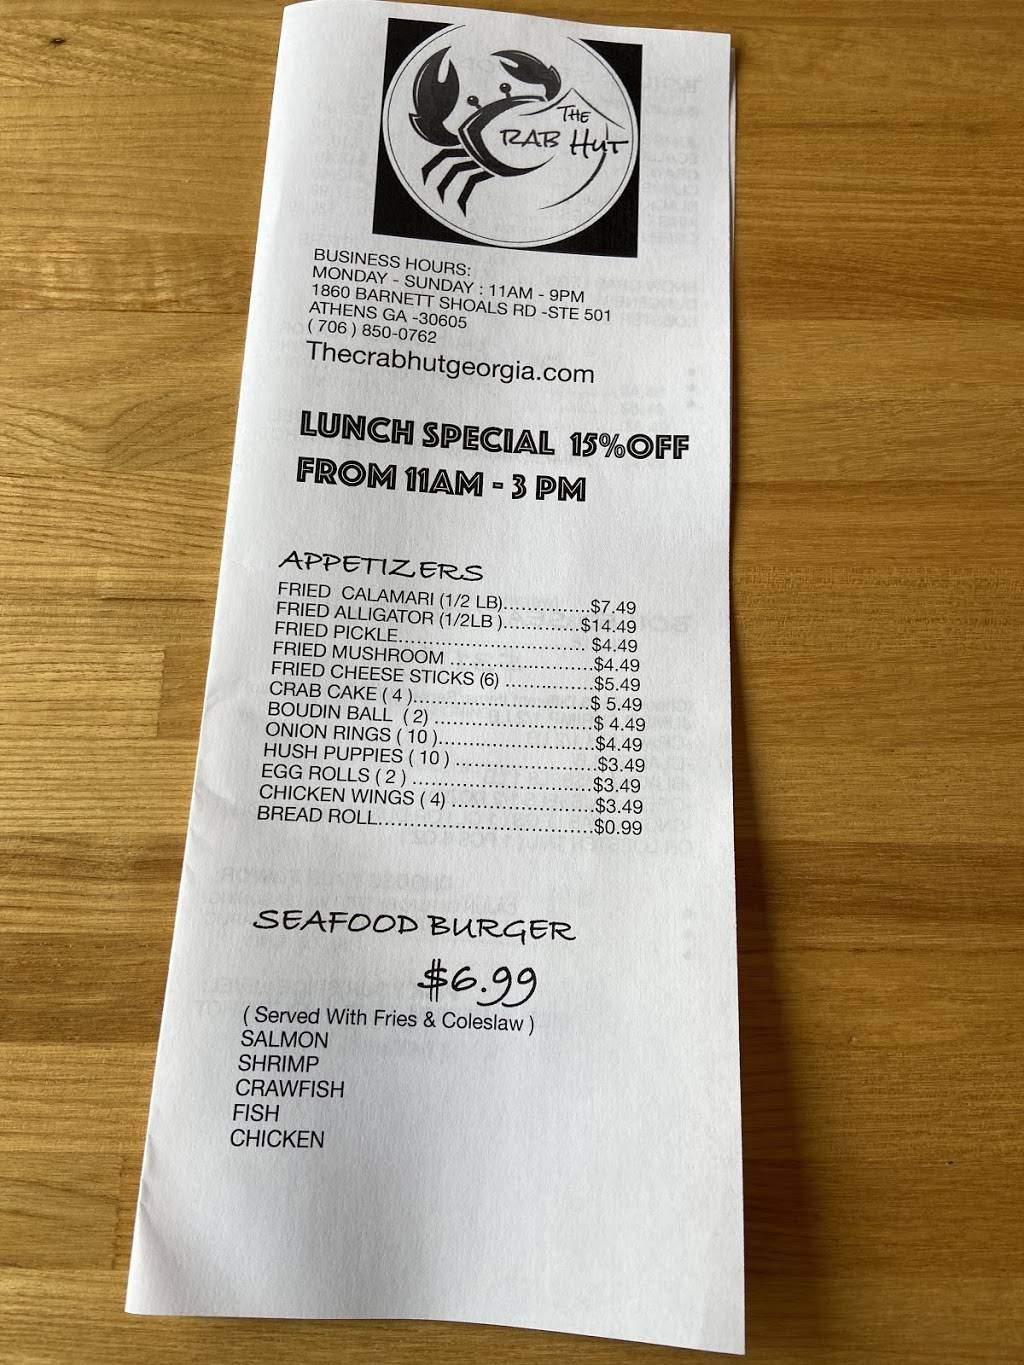 THE
CRAB HUT
BUSINESS HOURS:
MONDAY - SUNDAY : 11AM - 9PM
1860 BARNETT SHOALS RD -STE 501
ATHENS GA -30605
( 706 ) 850-0762
Thecrabhutgeorgia.com
LUNCH SPECIAL 15%OFF
FROM 11AM - 3 PM
APPETIZERS
FRIED CALAMARI (1/2 LB)...............$7.49
FRIED ALLIGATOR (1/2LB ).............$14.49
FRIED PICKLE................................ $4.49
FRIED MUSHROOM .........................$4.49
FRIED CHEESE STICKS (6) ...............$5.49
CRAB CAKE ( 4 )............................... $ 5.49
BOUDIN BALL ( 2) ...........................$ 4.49
ONION RINGS ( 10 )...........................$4.49
HUSH PUPPIES ( 10 ) ........................$3.49
EGG ROLLS ( 2 ) ...............................$3.49
CHICKEN WINGS ( 4) ........................$3.49
BREAD ROLL.....................................$0.99
SEAFOOD BURGER
$6.99
( Served With Fries & Coleslaw )
SALMON
SHRIMP
CRAWFISH
FISH
CHICKEN